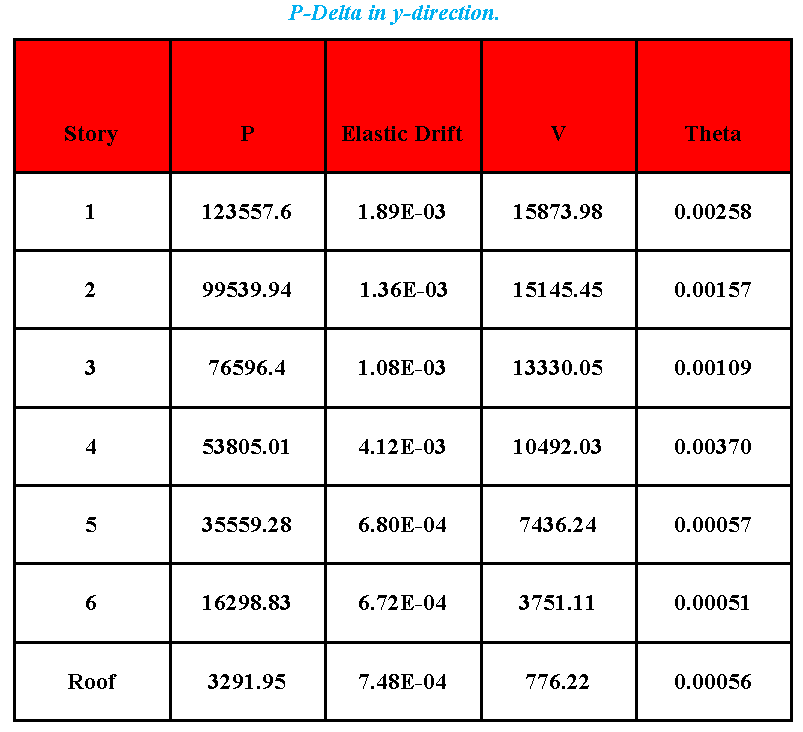 P-Delta in y-direction.
Story P Elastic Drift V Theta
1 123557.6 1.89E-03 15873.98 0.00258
2 99539.94 1.36E-03 15145.45 0.00157
3 76596.4 1.08E-03 13330.05 0.00109
4 53805.01 4.12E-03 10492.03 0.00370
5 35559.28 6.80E-04 7436.24 0.00057
6 16298.83 6.72E-04 3751.11 0.00051
Roof 3291.95 7.48E-04 776.22 0.00056